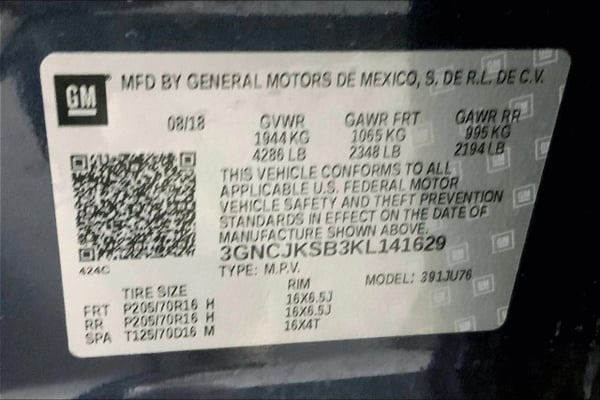 GM MFD BY GENERAL MOTORS DE MEXICO, S. DE R.L. DE C.V.
08/18 GVWR GAWR FRT GAWR RR
1944 KG 1065 KG 995 KG
4286 LB 2348 LB 2194 LB
THIS VEHICLE CONFORMS TO ALL
APPLICABLE U.S. FEDERAL MOTOR
VEHICLE SAFETY AND THEFT PREVENTION
STANDARDS IN EFFECT ON THE DATE OF
MANUFACTURE SHOWN ABOVE.
3GNCJKSB3KL141629
424C TYPE: M.P.V. MODEL: 391JU76
TIRE SIZE RIM
FRT P205/70R16 H 16X6.5J
RR P205/70R16 H 16X6.5J
SPA T125/70D16 M 16X4T